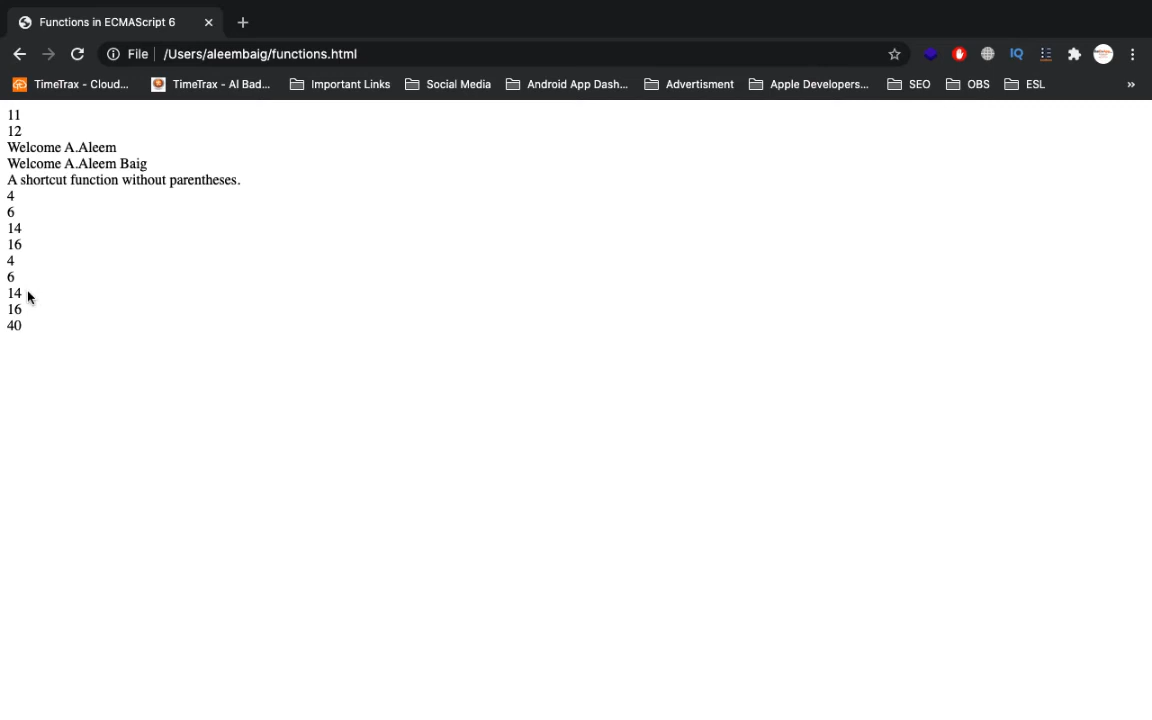 Functions in ECMAScript 6
File /Users/aleembaig/functions.html
TimeTrax - Cloud... TimeTrax - AI Bad... Important Links Social Media Android App Dash... Advertisment Apple Developers... SEO OBS ESL »
11
12
Welcome A.Aleem
Welcome A.Aleem Baig
A shortcut function without parentheses.
4
6
14
16
4
6
14
16
40